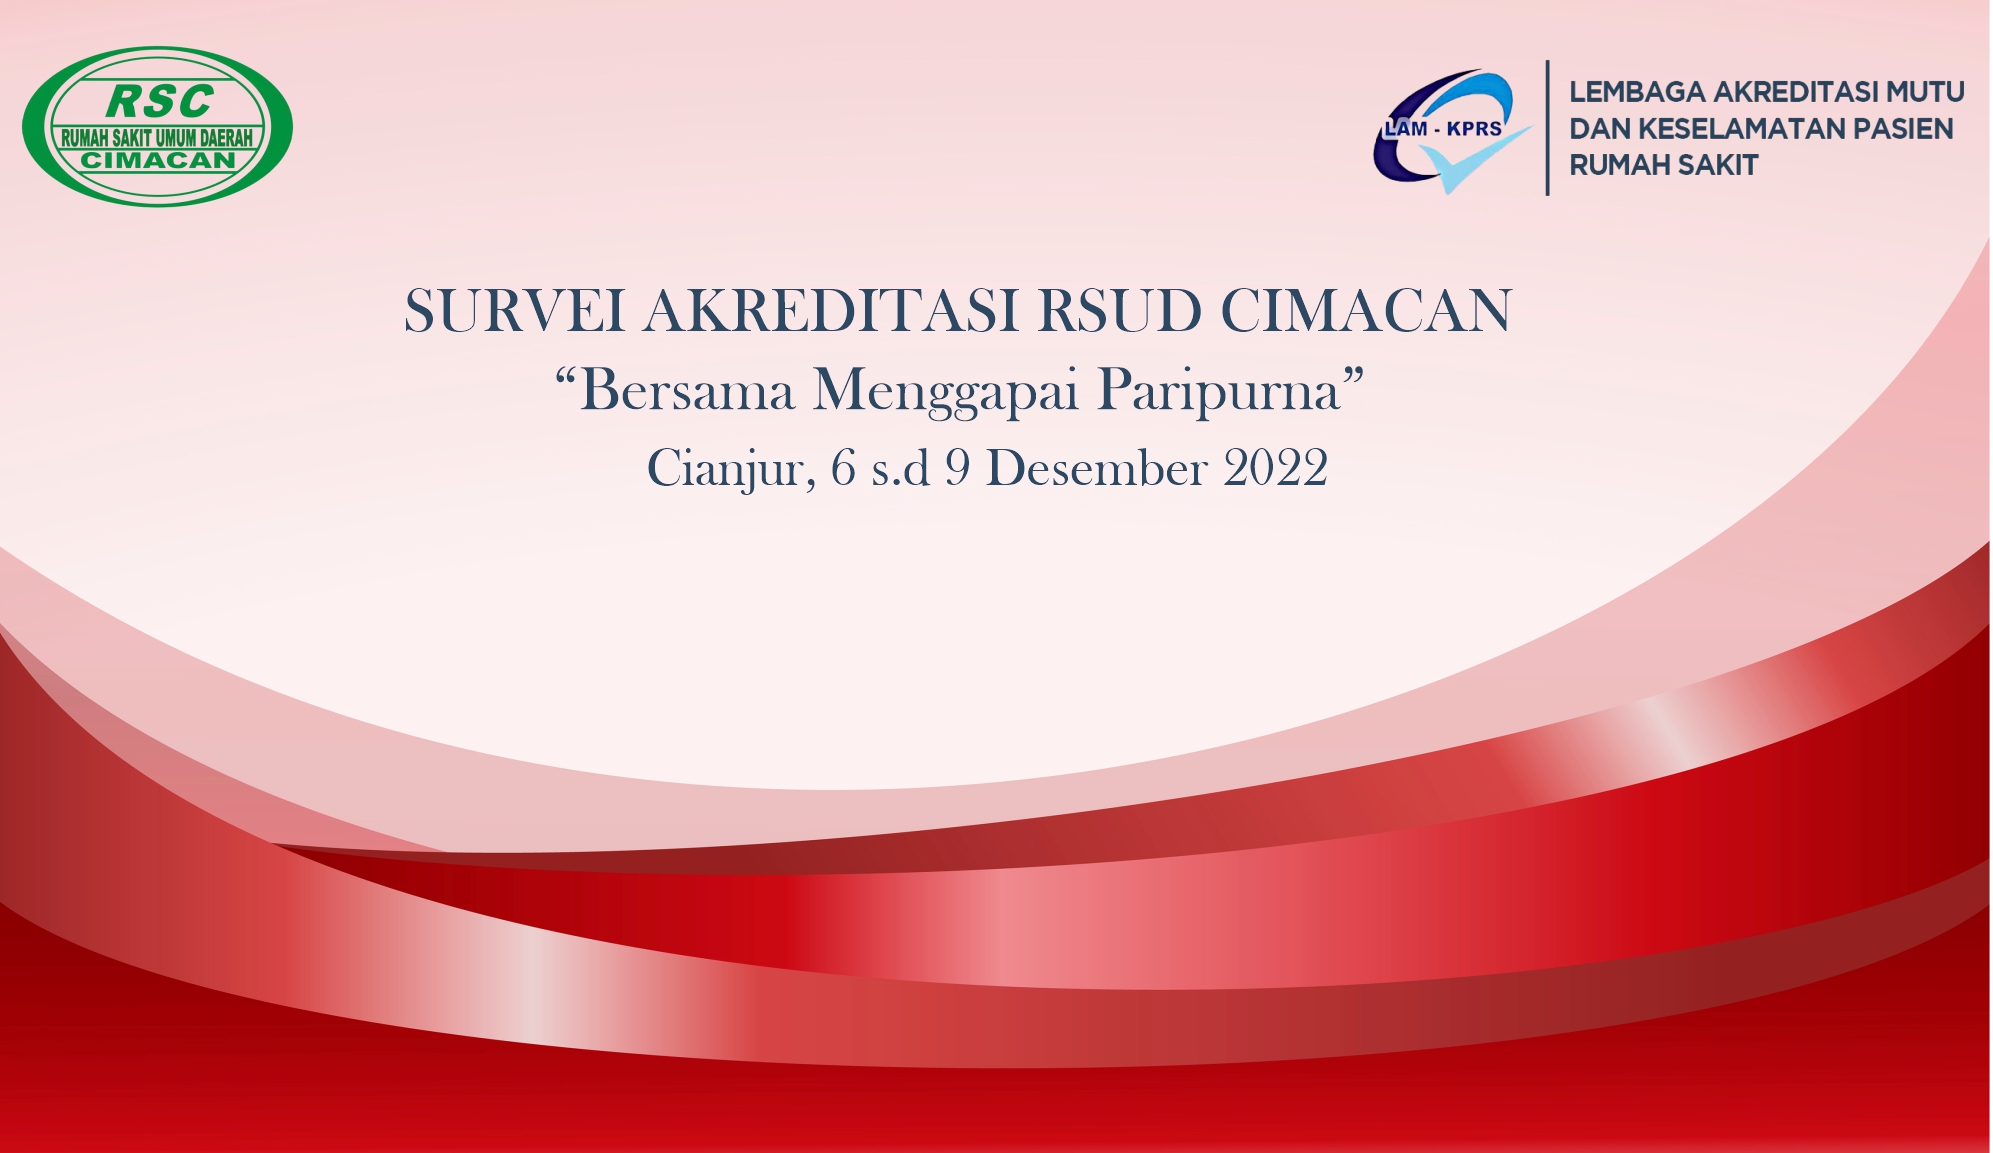 RSC
RUMAH SAKIT UMUM DAERAH
CIMACAN
LAM - KPRS
LEMBAGA AKREDITASI MUTU
DAN KESELAMATAN PASIEN
RUMAH SAKIT
SURVEI AKREDITASI RSUD CIMACAN
“Bersama Menggapai Paripurna”
Cianjur, 6 s.d 9 Desember 2022